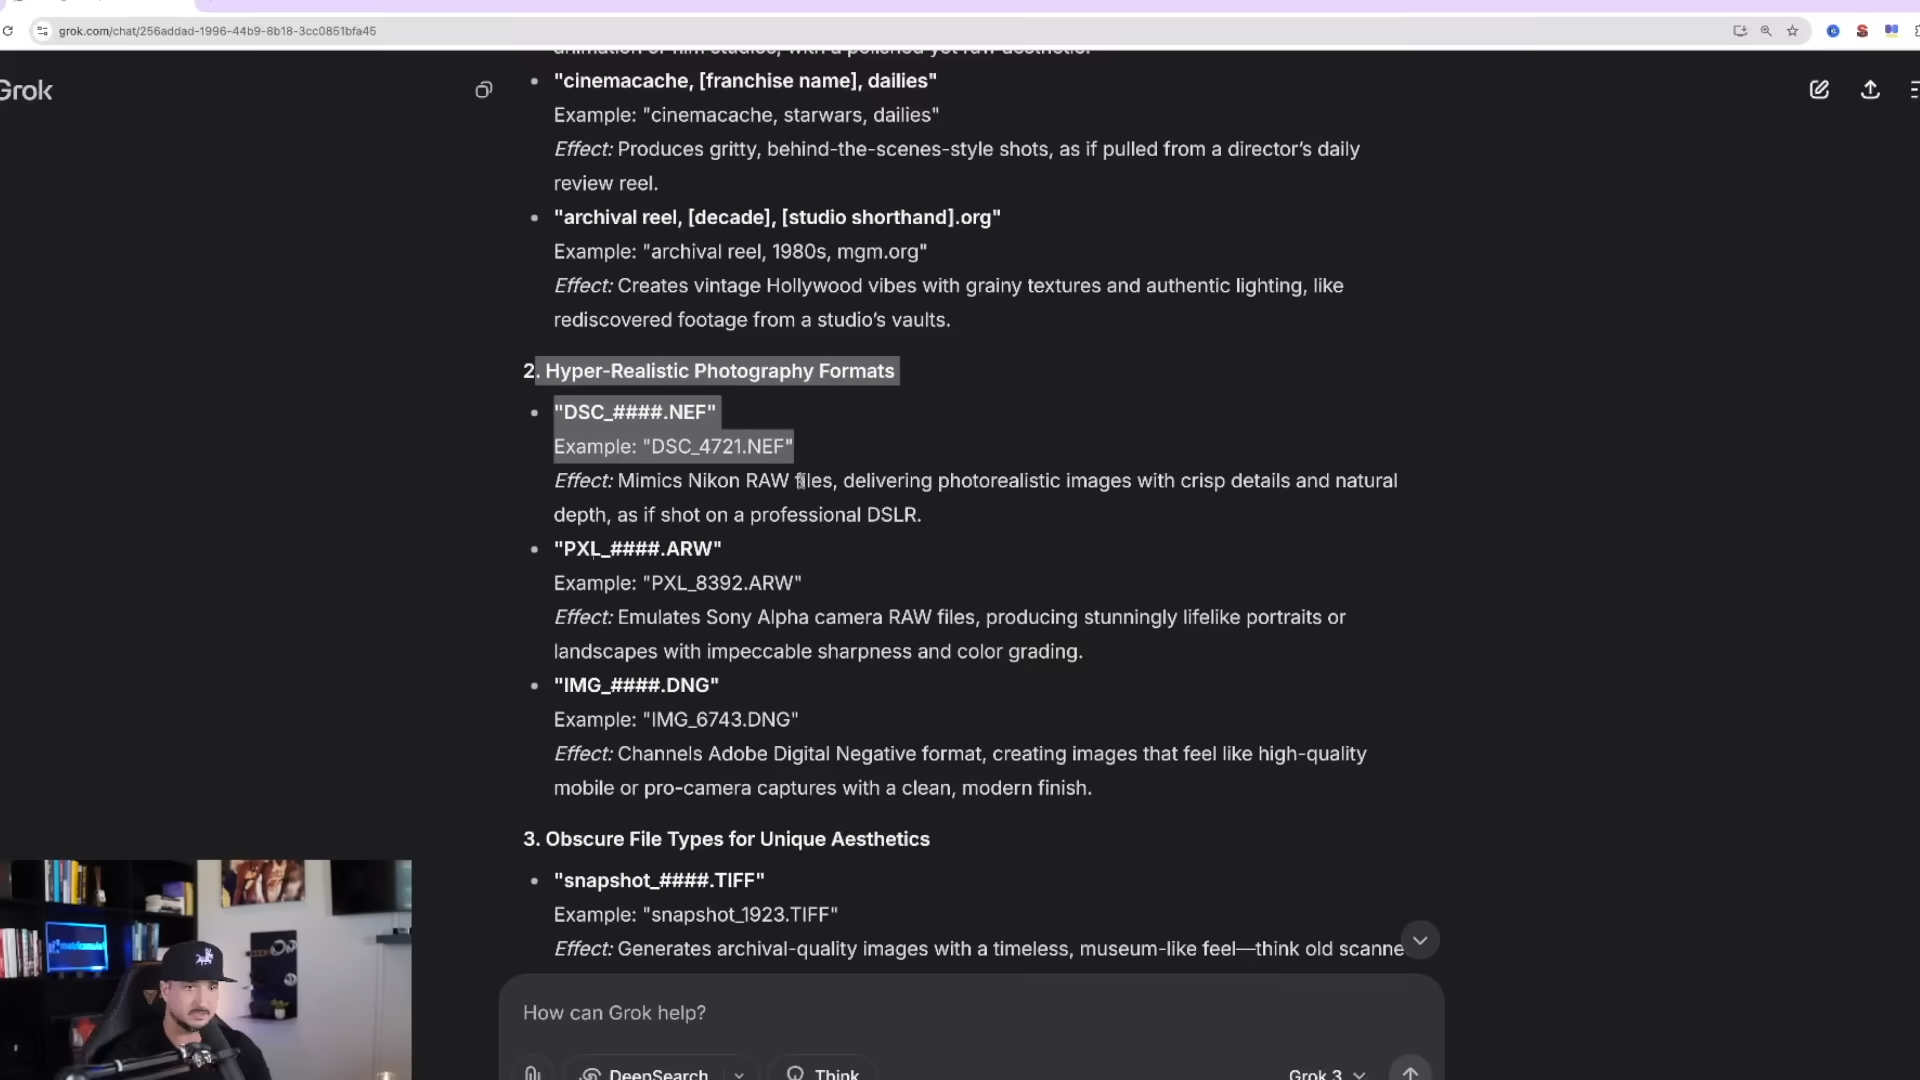 grok.com/chat/256addad-1996-44b9-8b18-3cc0851bfa45
Grok
animation or film studios, with a polished yet raw aesthetic.
"cinemacache, [franchise name], dailies"
Example: "cinemacache, starwars, dailies"
Effect: Produces gritty, behind-the-scenes-style shots, as if pulled from a director’s daily
review reel.
"archival reel, [decade], [studio shorthand].org"
Example: "archival reel, 1980s, mgm.org"
Effect: Creates vintage Hollywood vibes with grainy textures and authentic lighting, like
rediscovered footage from a studio’s vaults.
2. Hyper-Realistic Photography Formats
"DSC_####.NEF"
Example: "DSC_4721.NEF"
Effect: Mimics Nikon RAW files, delivering photorealistic images with crisp details and natural
depth, as if shot on a professional DSLR.
"PXL_####.ARW"
Example: "PXL_8392.ARW"
Effect: Emulates Sony Alpha camera RAW files, producing stunningly lifelike portraits or
landscapes with impeccable sharpness and color grading.
"IMG_####.DNG"
Example: "IMG_6743.DNG"
Effect: Channels Adobe Digital Negative format, creating images that feel like high-quality
mobile or pro-camera captures with a clean, modern finish.
3. Obscure File Types for Unique Aesthetics
"snapshot_####.TIFF"
Example: "snapshot_1923.TIFF"
Effect: Generates archival-quality images with a timeless, museum-like feel—think old scanne
How can Grok help?
DeepSearch
Think
Grok 3